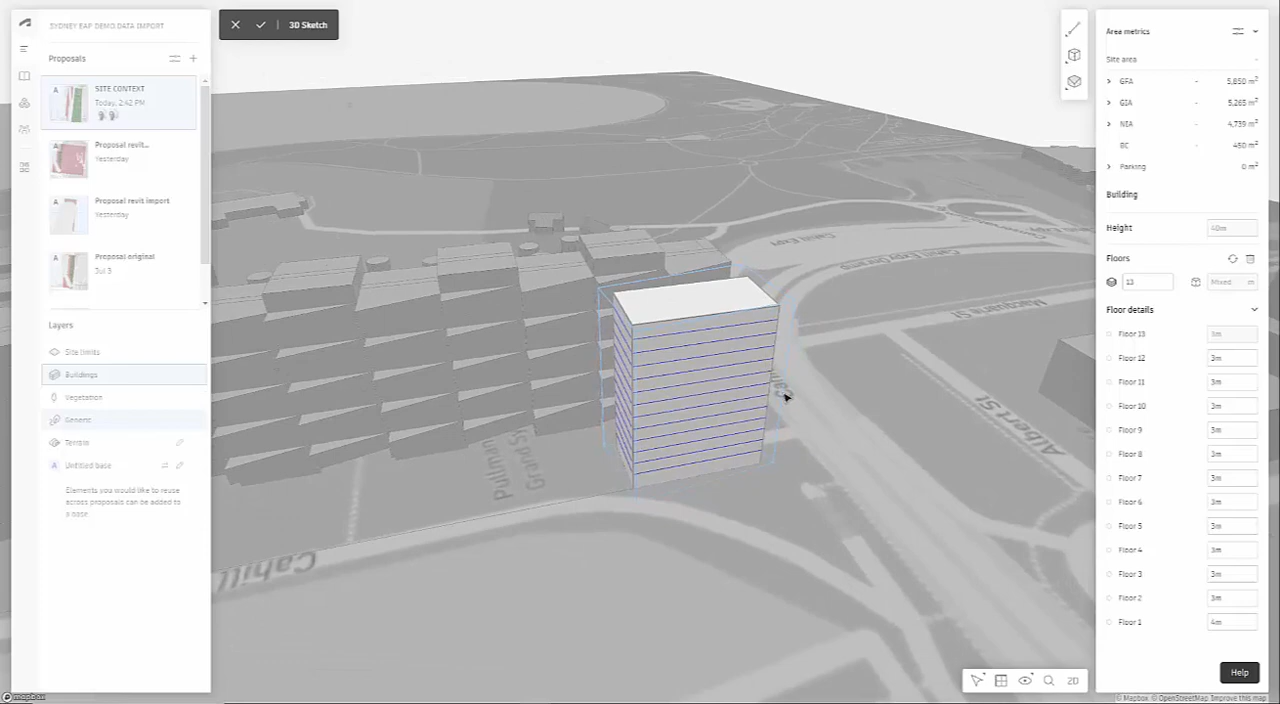 SYDNEY EAP DEMO DATA IMPORT
Proposals
SITE CONTEXT
Today, 2:42 PM
Proposal revit...
Yesterday
Proposal revit import
Yesterday
Proposal original
Jul 3
Layers
Site limits
Buildings
Vegetation
Generic
Terrain
Untitled base
Elements you would like to reuse
across proposals can be added to
a base.
mapbox
3D Sketch
Cahill Expr
Macquarie St
Albert St
Pullman
Grand S
Cahill
2D
Area metrics
Site area -
GFA - 5,850 m²
GIA - 5,265 m²
NIA - 4,739 m²
BC - 450 m²
Parking 0 m²
Building
Height 40m
Floors
13 Mixed m
Floor details
Floor 13 3m
Floor 12 3m
Floor 11 3m
Floor 10 3m
Floor 9 3m
Floor 8 3m
Floor 7 3m
Floor 6 3m
Floor 5 3m
Floor 4 3m
Floor 3 3m
Floor 2 3m
Floor 1 4m
Help
© Mapbox, © OpenStreetMap Improve this map